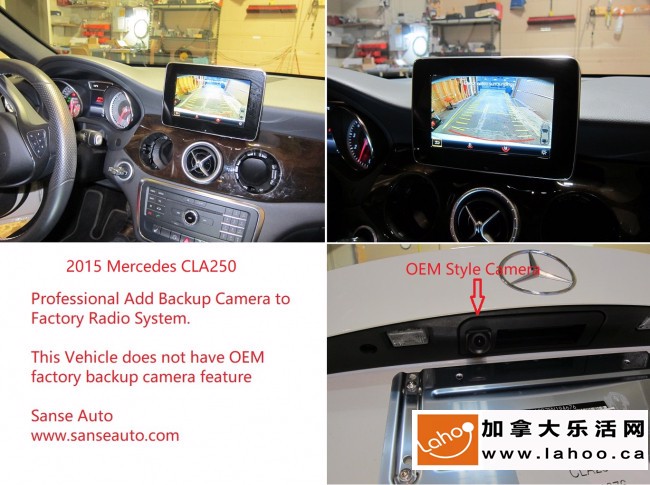 2015 Mercedes CLA250
Professional Add Backup Camera to
Factory Radio System.
This Vehicle does not have OEM
factory backup camera feature
Sanse Auto
www.sanseauto.com
OEM Style Camera
Lahoo
加拿大乐活网
www.lahoo.ca